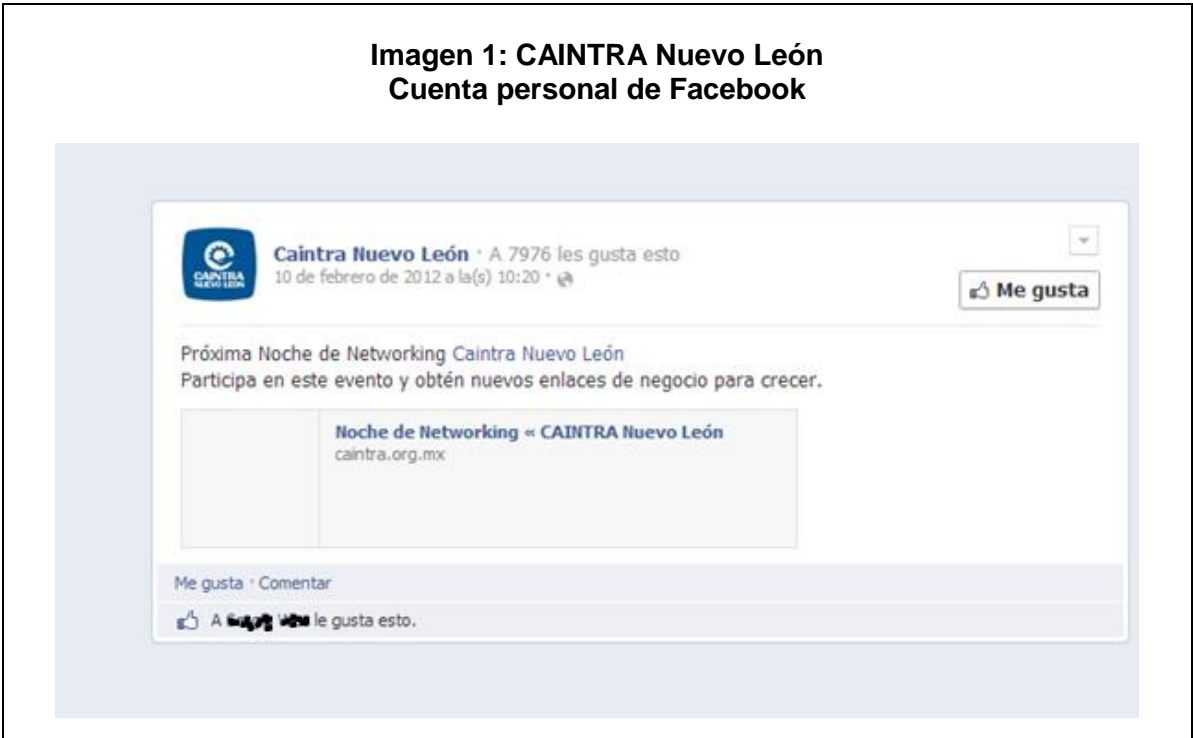 Imagen 1: CAINTRA Nuevo León
Cuenta personal de Facebook
CAINTRA
NUEVO LEÓN
Caintra Nuevo León · A 7976 les gusta esto
10 de febrero de 2012 a la(s) 10:20 ·
Me gusta
Próxima Noche de Networking Caintra Nuevo León
Participa en este evento y obtén nuevos enlaces de negocio para crecer.
Noche de Networking « CAINTRA Nuevo León
caintra.org.mx
Me gusta · Comentar
A le gusta esto.